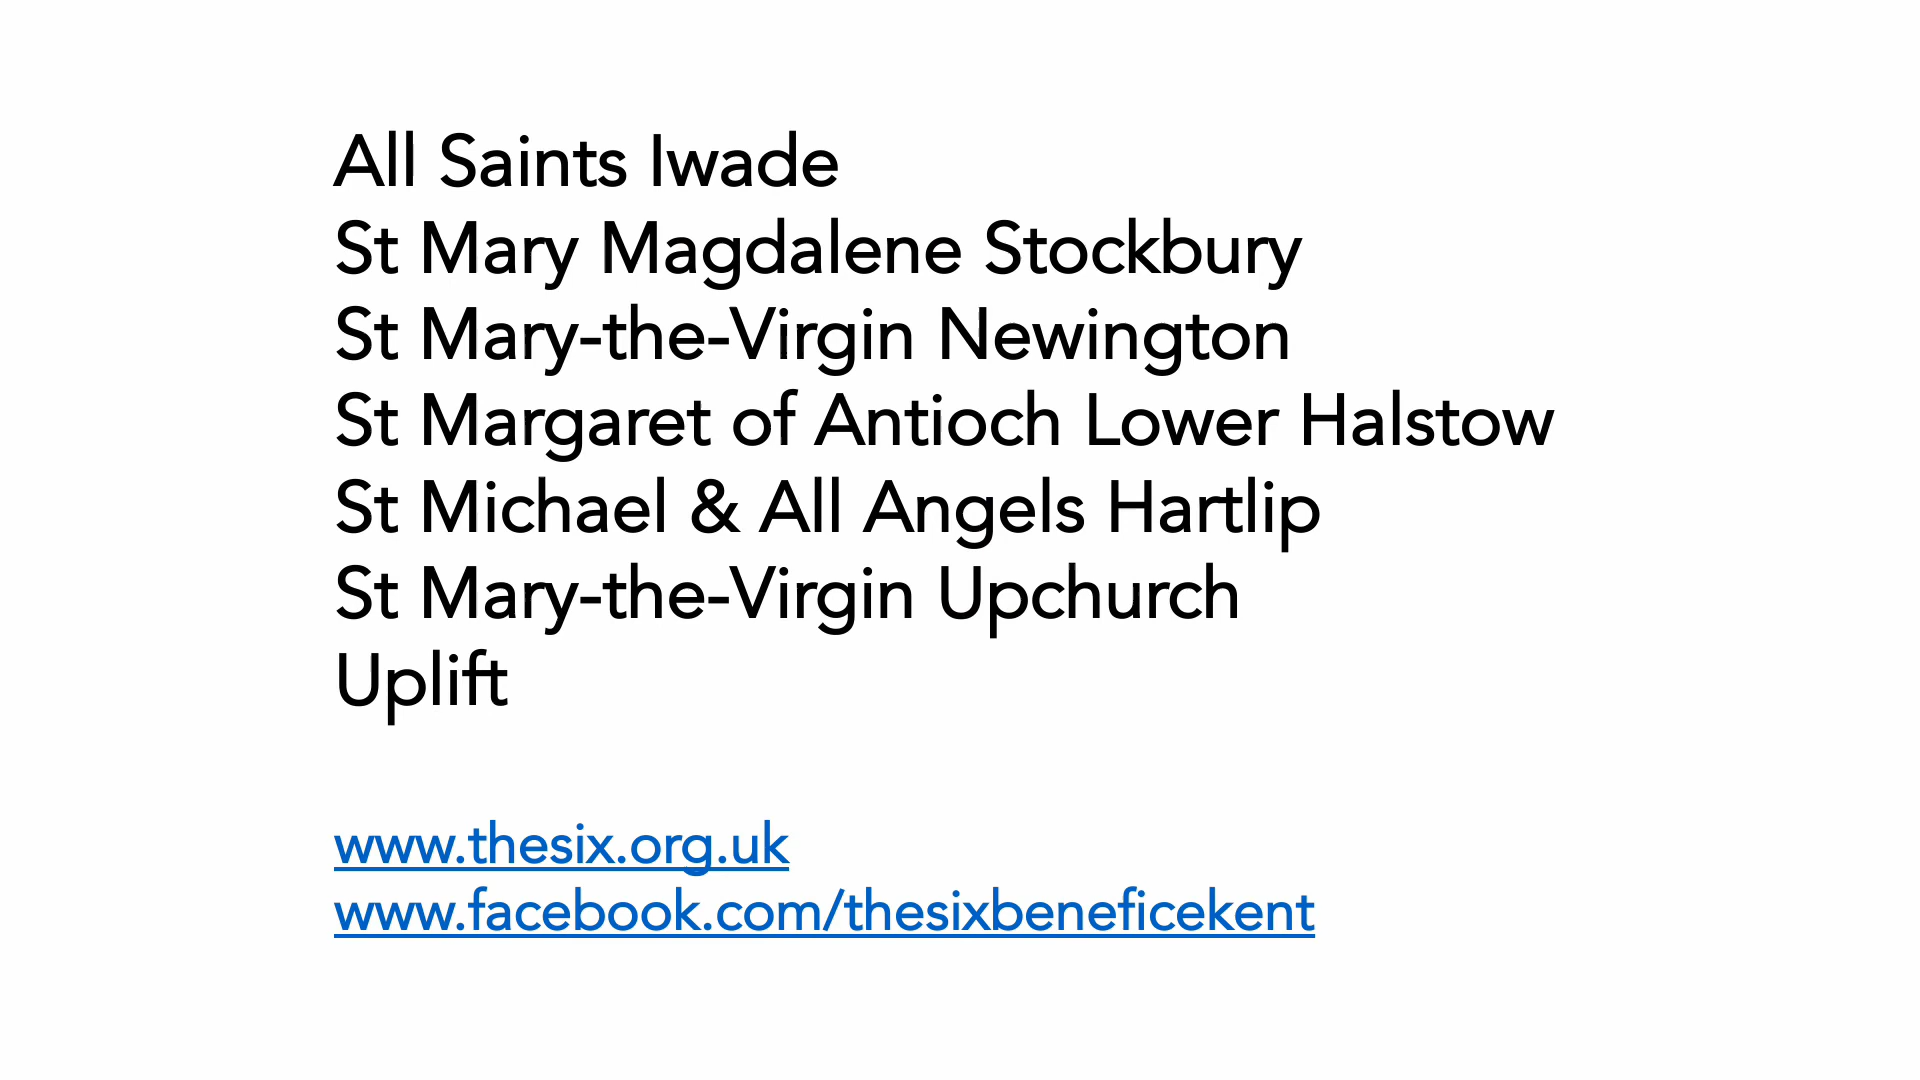 All Saints Iwade
St Mary Magdalene Stockbury
St Mary-the-Virgin Newington
St Margaret of Antioch Lower Halstow
St Michael & All Angels Hartlip
St Mary-the-Virgin Upchurch
Uplift
www.thesix.org.uk
www.facebook.com/thesixbeneficekent